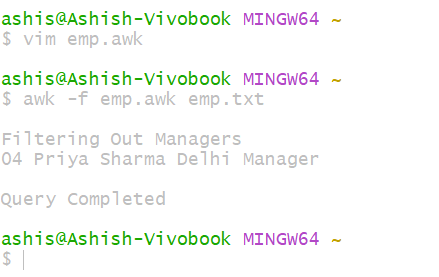 ashis@Ashish-Vivobook MINGW64 ~
$ vim emp.awk
ashis@Ashish-Vivobook MINGW64 ~
$ awk -f emp.awk emp.txt
Filtering Out Managers
04 Priya Sharma Delhi Manager
Query Completed
ashis@Ashish-Vivobook MINGW64 ~
$